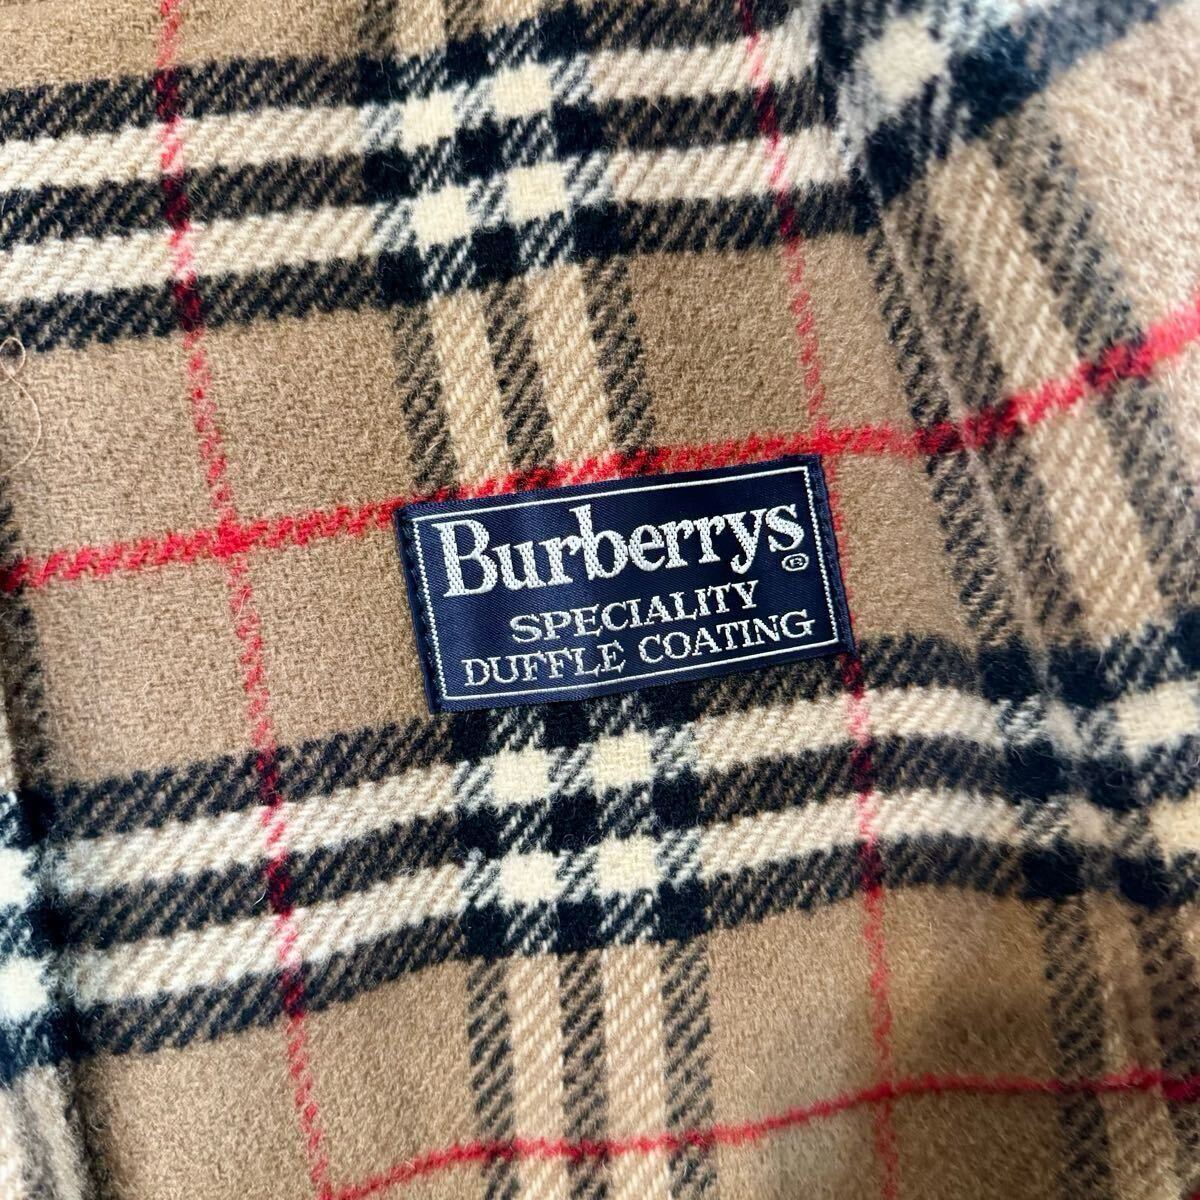 Burberrys®
SPECIALITY
DUFFLE COATING